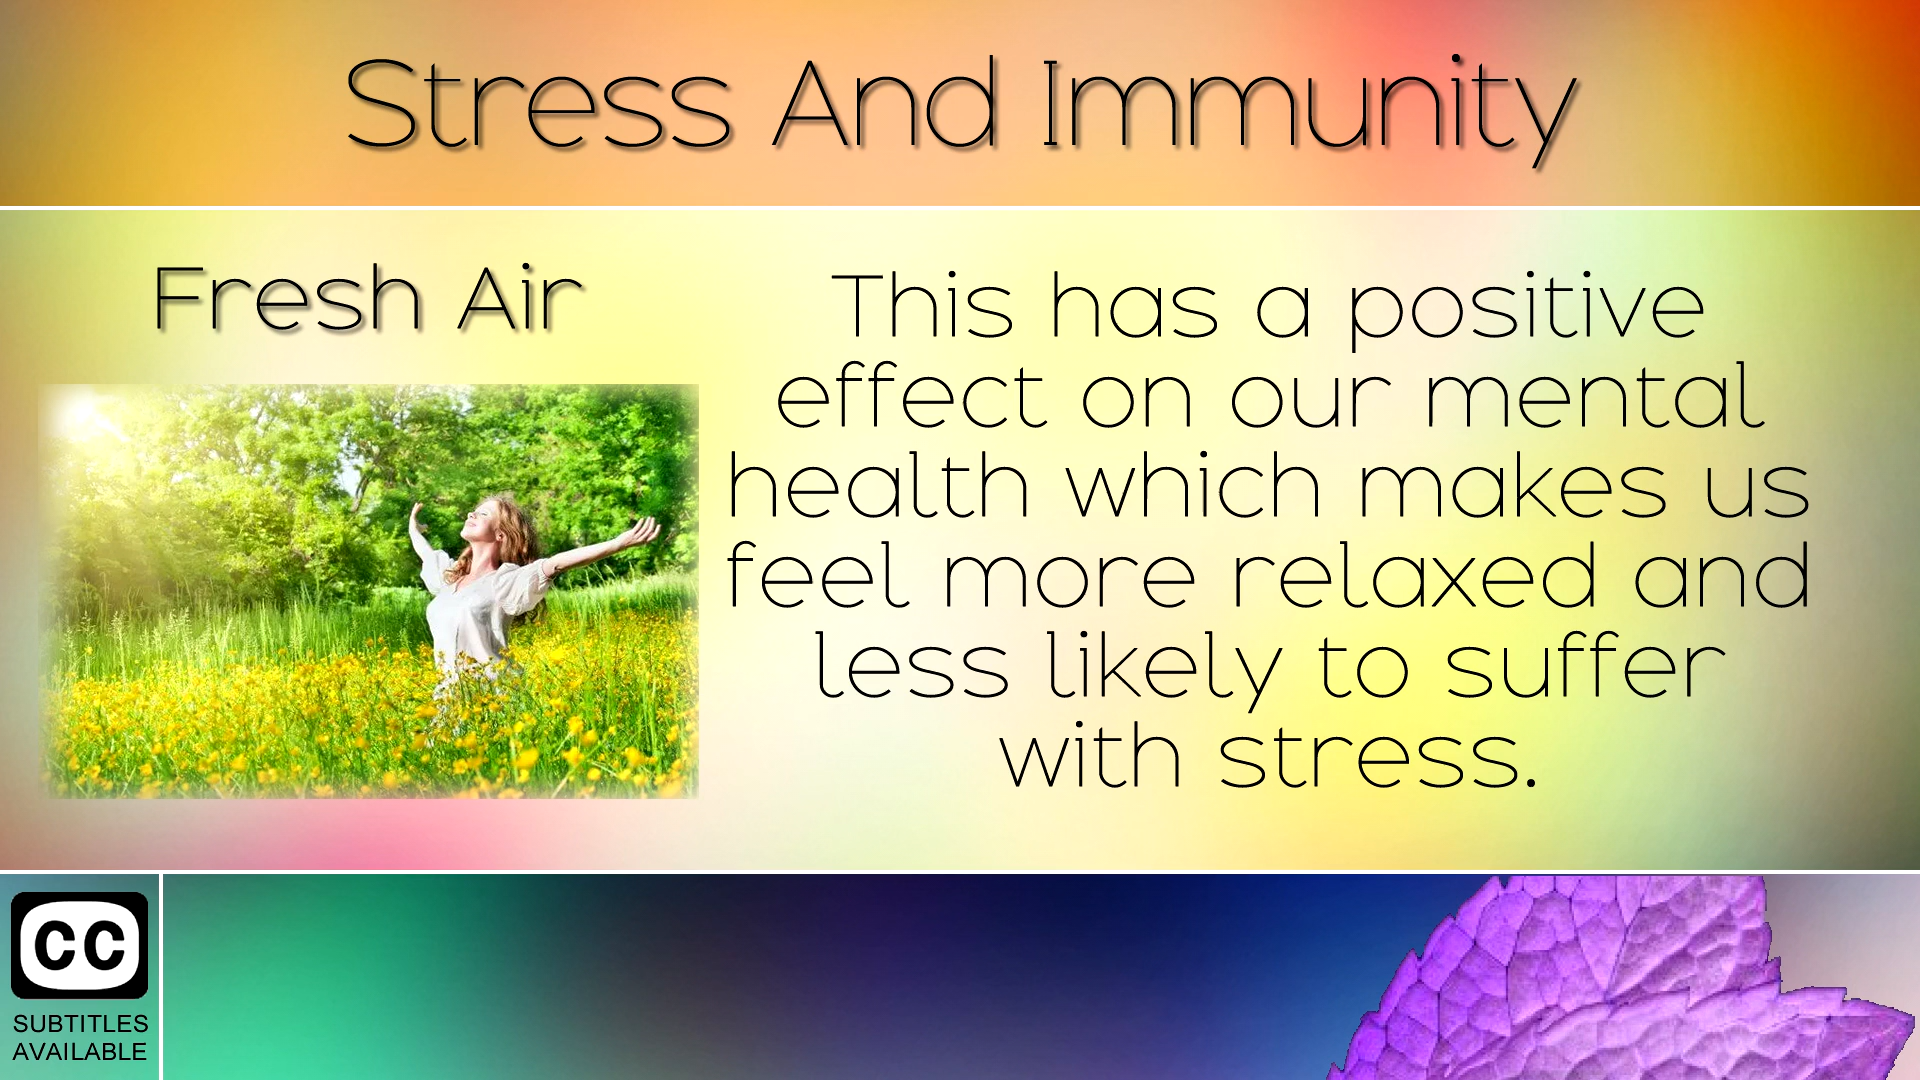 Stress And Immunity
Fresh Air
This has a positive
effect on our mental
health which makes us
feel more relaxed and
less likely to suffer
with stress.
CC
SUBTITLES
AVAILABLE